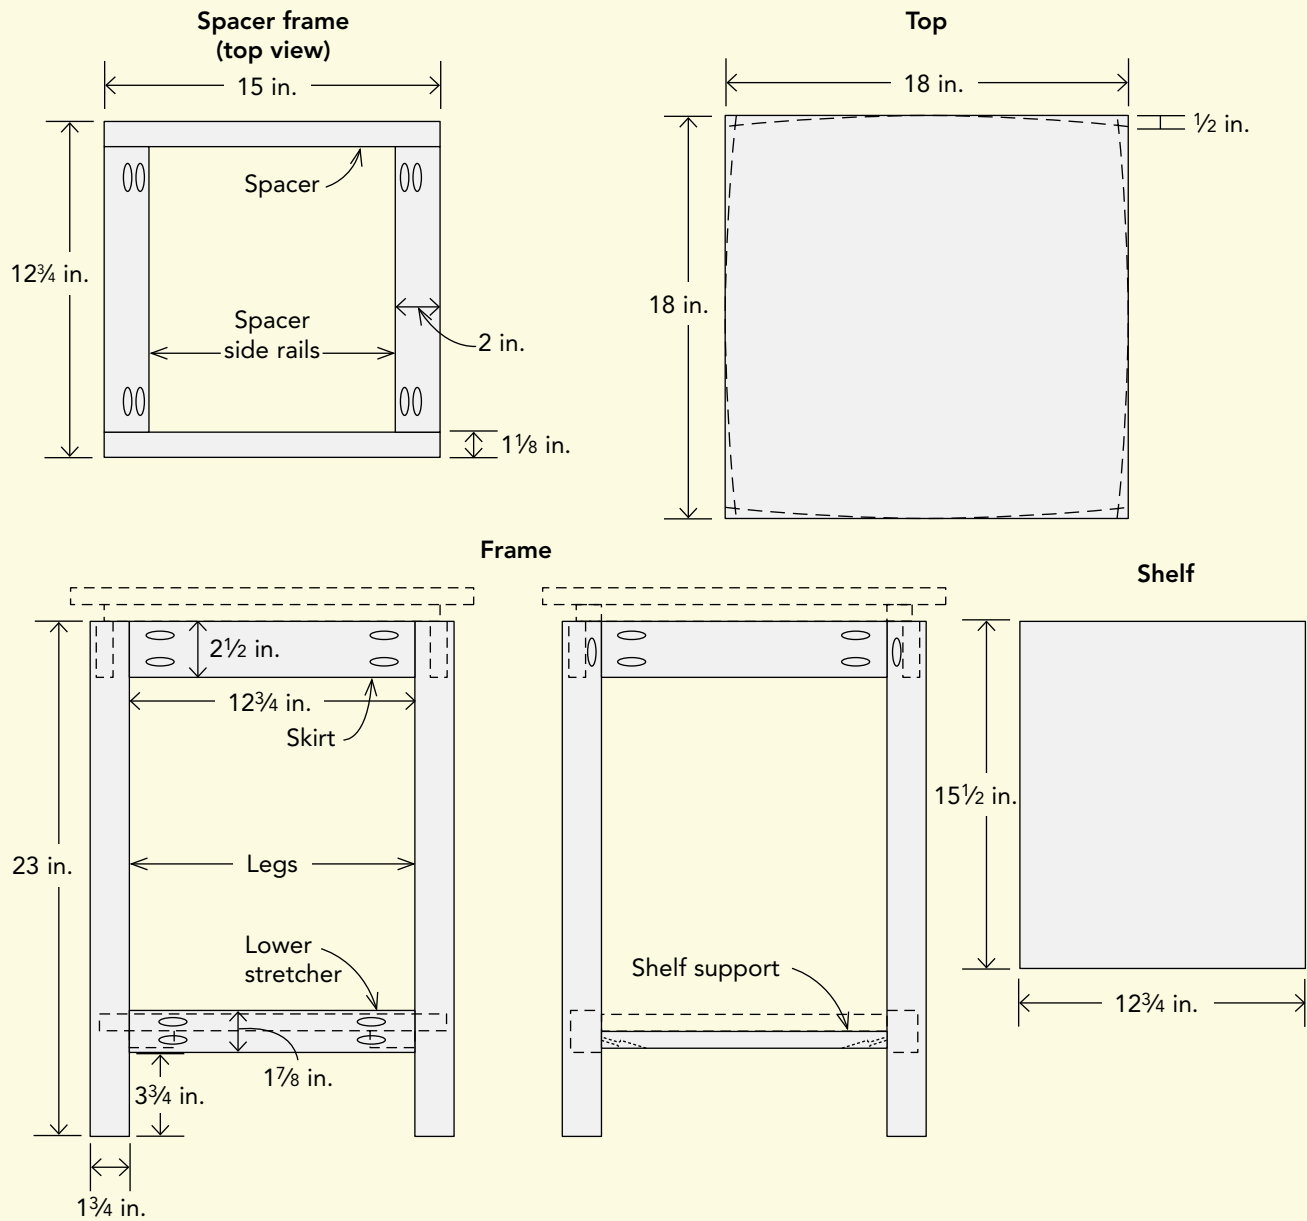 Spacer frame
(top view)
15 in.
Spacer
12¾ in.
Spacer
side rails
2 in.
1⅛ in.
Top
18 in.
½ in.
18 in.
Frame
2½ in.
12¾ in.
Skirt
23 in.
Legs
Lower
stretcher
1⅞ in.
3¾ in.
1¾ in.
Shelf support
Shelf
15½ in.
12¾ in.